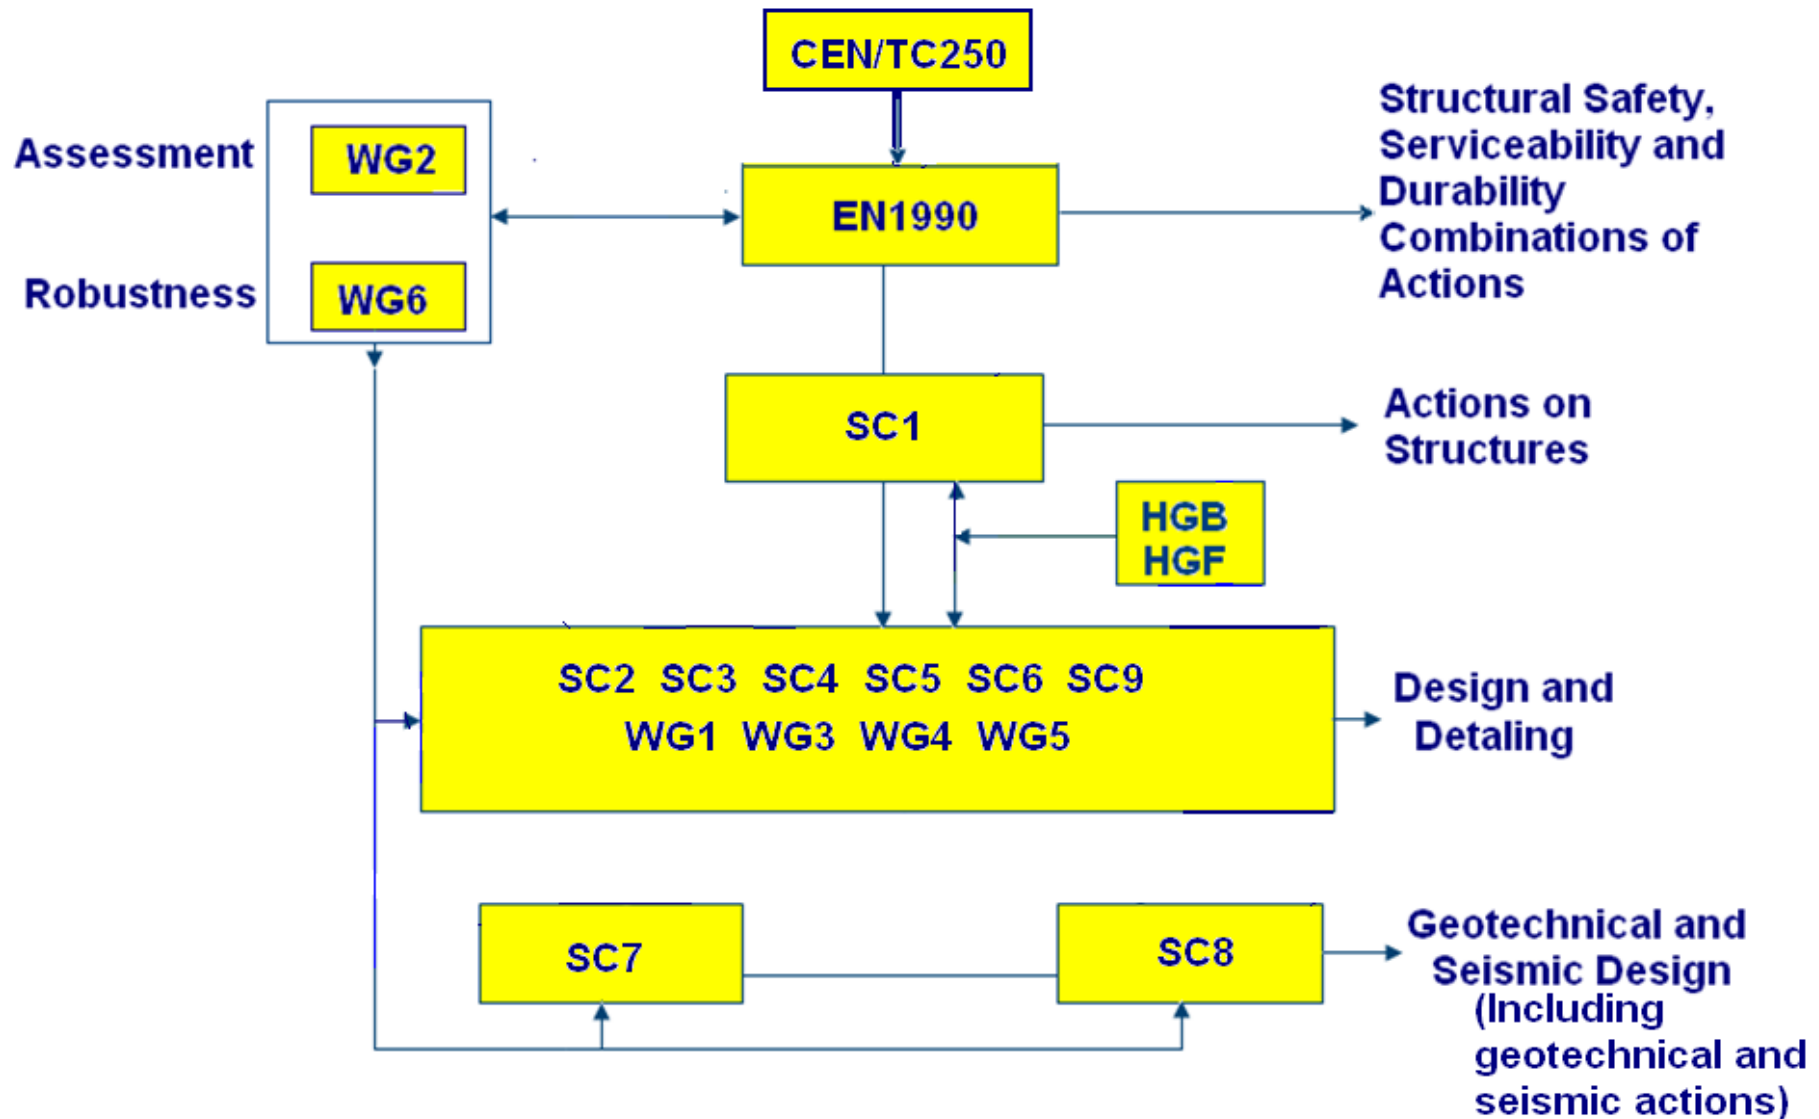 CEN/TC250
Assessment
WG2
Robustness
WG6
EN1990
Structural Safety,
Serviceability and
Durability
Combinations of
Actions
SC1
Actions on
Structures
HGB
HGF
SC2 SC3 SC4 SC5 SC6 SC9
WG1 WG3 WG4 WG5
Design and
Detaling
SC7
SC8
Geotechnical and
Seismic Design
(Including
geotechnical and
seismic actions)